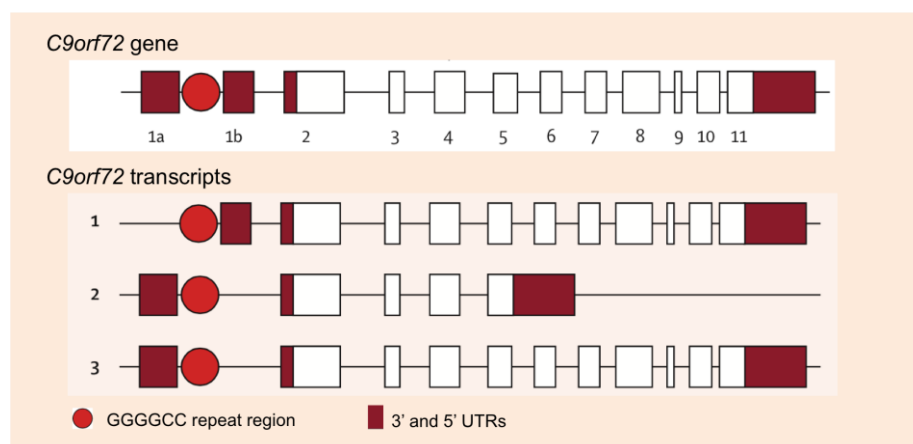 C9orf72 gene
1a 1b 2 3 4 5 6 7 8 9 10 11
C9orf72 transcripts
1
2
3
GGGGCC repeat region 3’ and 5’ UTRs